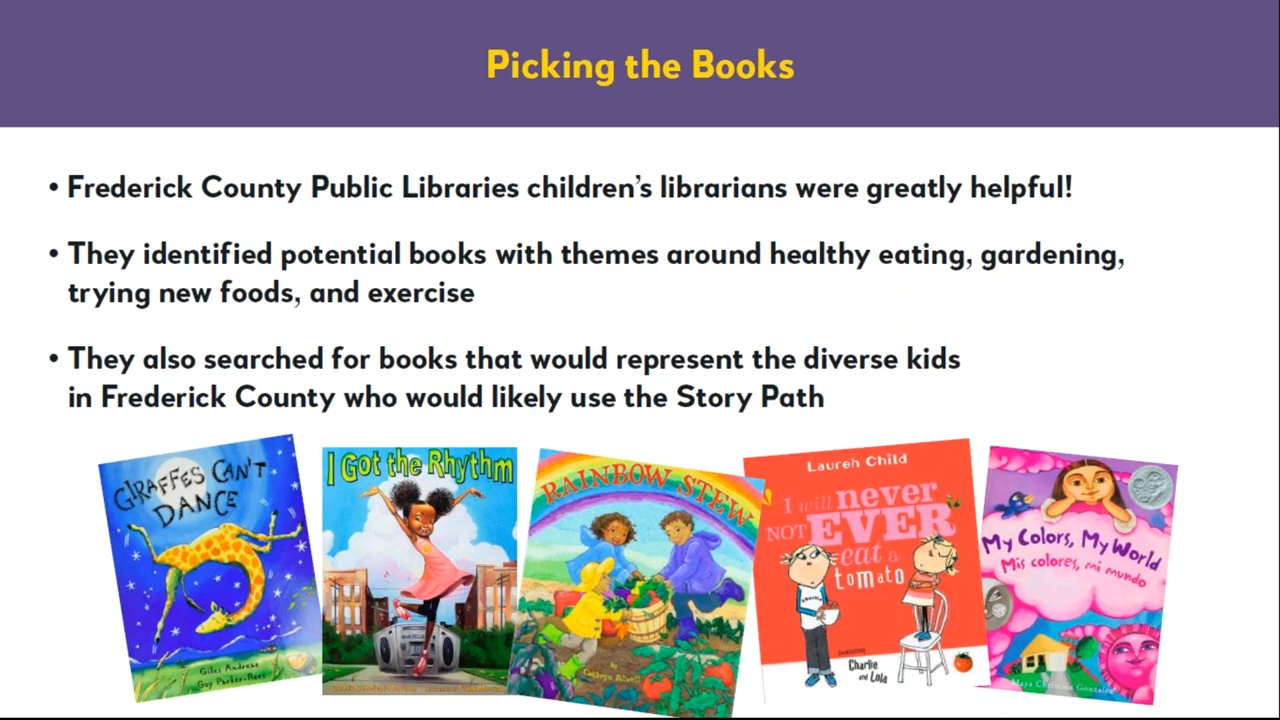 Picking the Books
• Frederick County Public Libraries children's librarians were greatly helpful!
• They identified potential books with themes around healthy eating, gardening,
trying new foods, and exercise
• They also searched for books that would represent the diverse kids
in Frederick County who would likely use the Story Path
GIRAFFES CAN'T
DANCE
Giles Andreae
Guy Parker-Rees
I Got the Rhythm
RAINBOW STEW
by
Cathryn Falwell
Lauren Child
I will never
NOT EVER
eat a
tomato
Featuring
Charlie
and Lola
My Colors, My World
Mis colores, mi mundo
Maya Christina Gonzalez